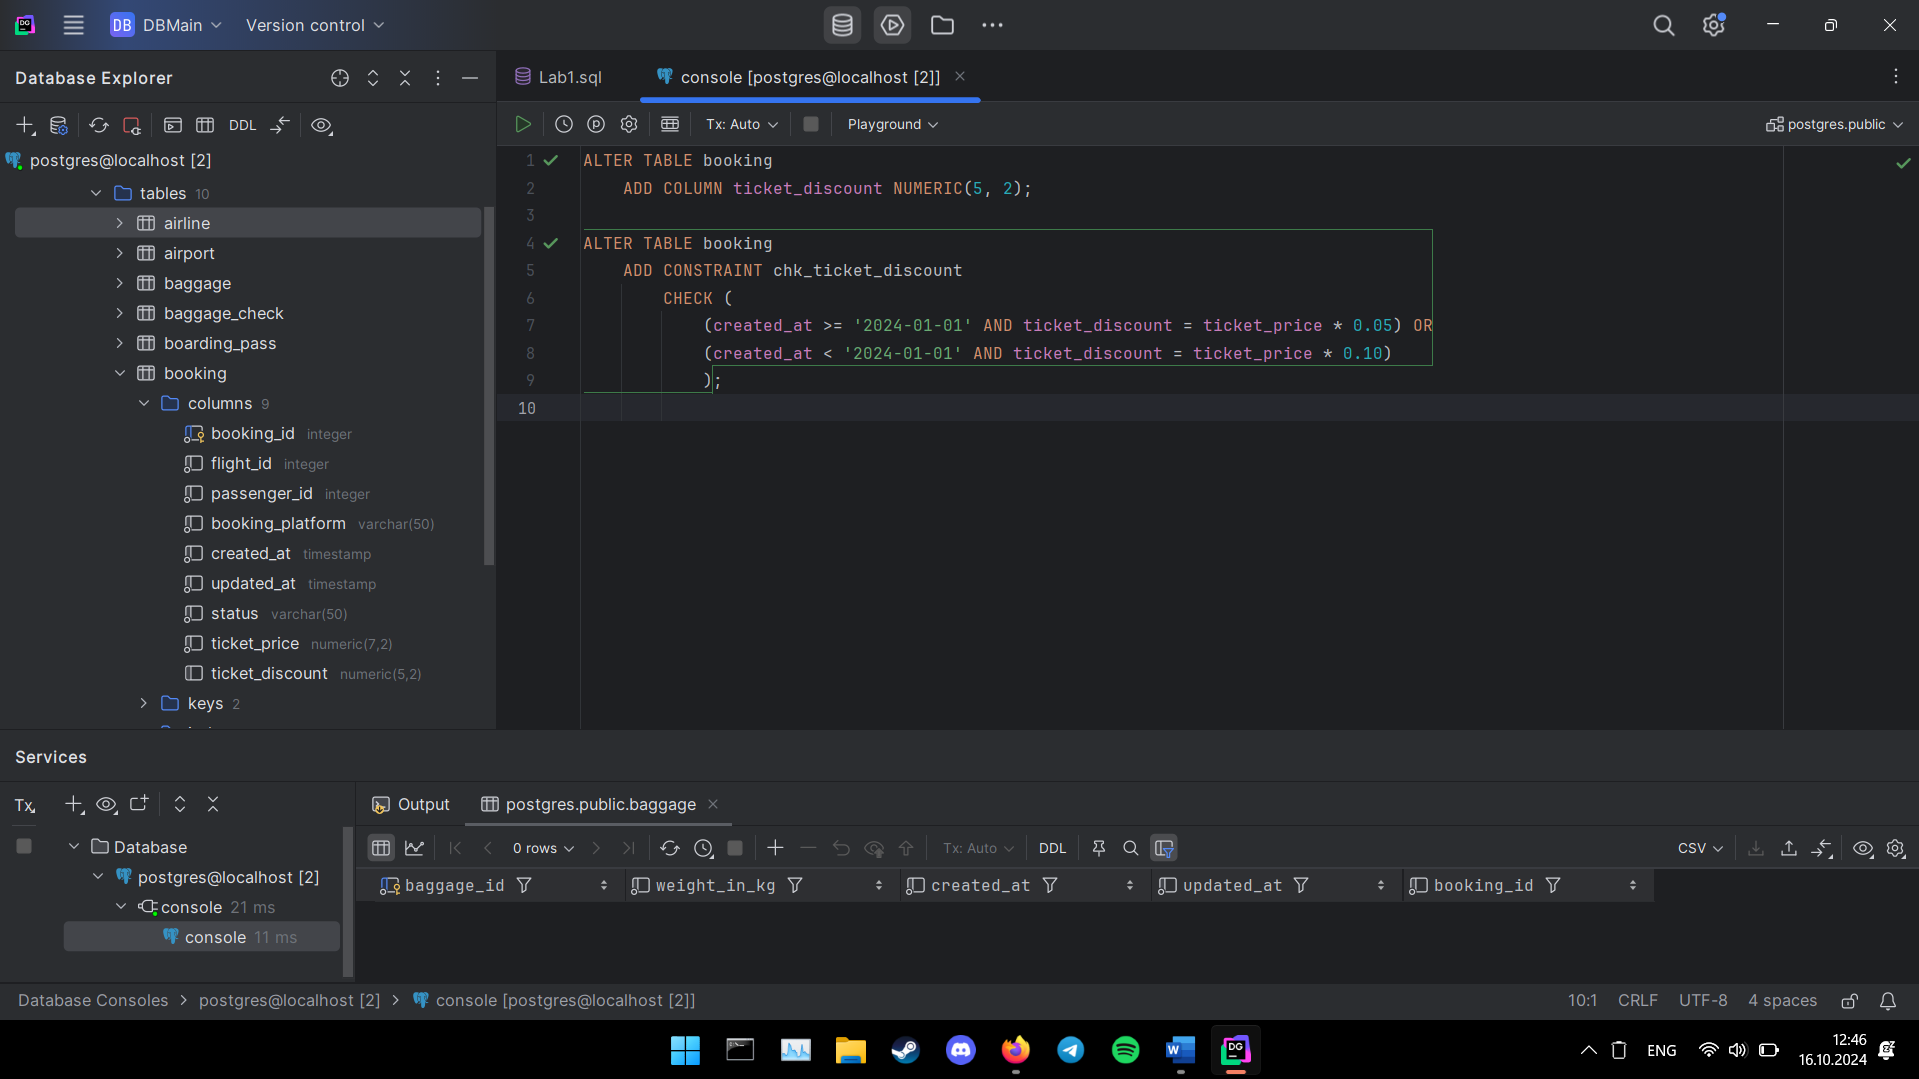 DB DBMain Version control
Database Explorer
Lab1.sql console [postgres@localhost [2]]
DDL
Tx: Auto Playground postgres.public
postgres@localhost [2]
tables 10
airline
airport
baggage
baggage_check
boarding_pass
booking
columns 9
booking_id integer
flight_id integer
passenger_id integer
booking_platform varchar(50)
created_at timestamp
updated_at timestamp
status varchar(50)
ticket_price numeric(7,2)
ticket_discount numeric(5,2)
keys 2
1 ALTER TABLE booking
2 ADD COLUMN ticket_discount NUMERIC(5, 2);
3
4 ALTER TABLE booking
5 ADD CONSTRAINT chk_ticket_discount
6 CHECK (
7 (created_at >= '2024-01-01' AND ticket_discount = ticket_price * 0.05) OR
8 (created_at < '2024-01-01' AND ticket_discount = ticket_price * 0.10)
9 );
10
Services
Tx
Database
postgres@localhost [2]
console 21 ms
console 11 ms
Output postgres.public.baggage
0 rows Tx: Auto DDL CSV
baggage_id weight_in_kg created_at updated_at booking_id
Database Consoles > postgres@localhost [2] > console [postgres@localhost [2]]
10:1 CRLF UTF-8 4 spaces
DG
ENG
12:46
16.10.2024